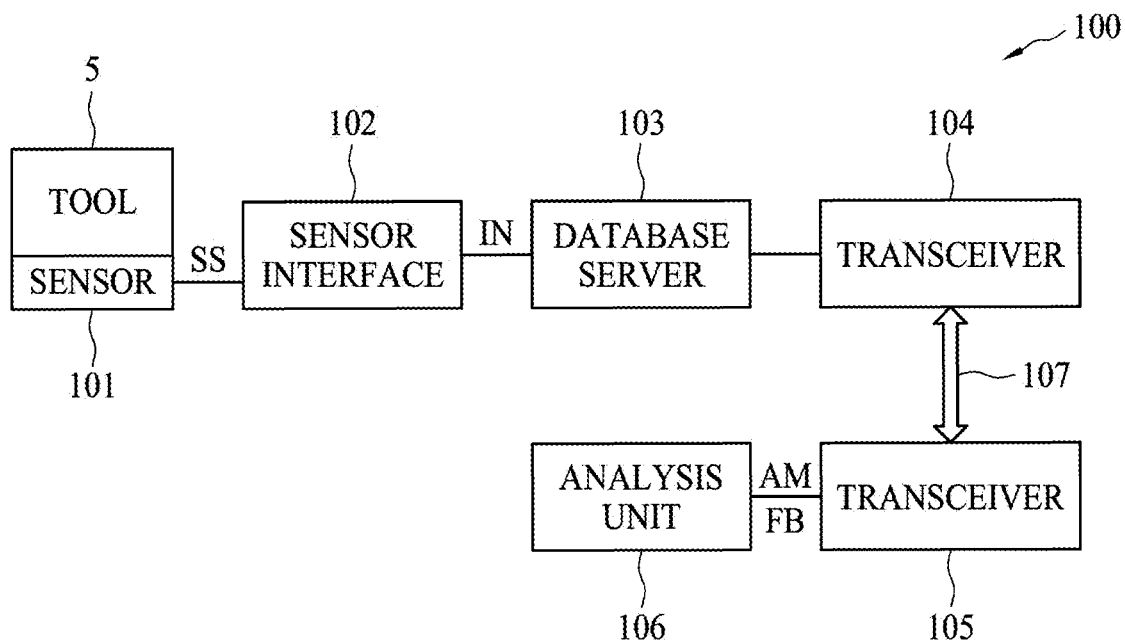 100
5
102
103
104
TOOL
SENSOR
INTERFACE
DATABASE
SERVER
TRANSCEIVER
SENSOR
SS
IN
101
107
ANALYSIS
UNIT
AM
FB
TRANSCEIVER
106
105